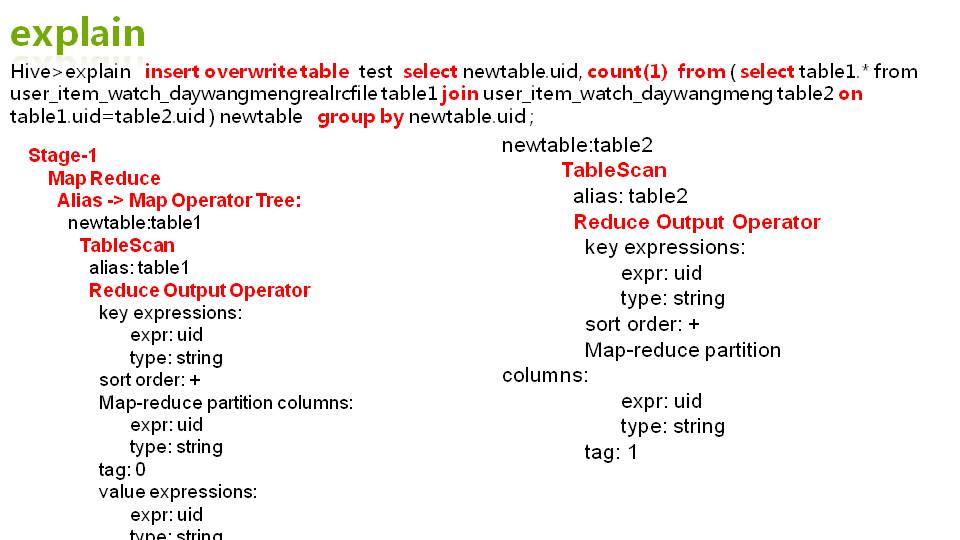 explain
Hive>explain insert overwrite table test select newtable.uid, count(1) from ( select table1.* from
user_item_watch_daywangmengrealrcfile table1 join user_item_watch_daywangmeng table2 on
table1.uid=table2.uid ) newtable group by newtable.uid ;
Stage-1
Map Reduce
Alias -> Map Operator Tree:
newtable:table1
TableScan
alias: table1
Reduce Output Operator
key expressions:
expr: uid
type: string
sort order: +
Map-reduce partition columns:
expr: uid
type: string
tag: 0
value expressions:
expr: uid
type: string
newtable:table2
TableScan
alias: table2
Reduce Output Operator
key expressions:
expr: uid
type: string
sort order: +
Map-reduce partition
columns:
expr: uid
type: string
tag: 1